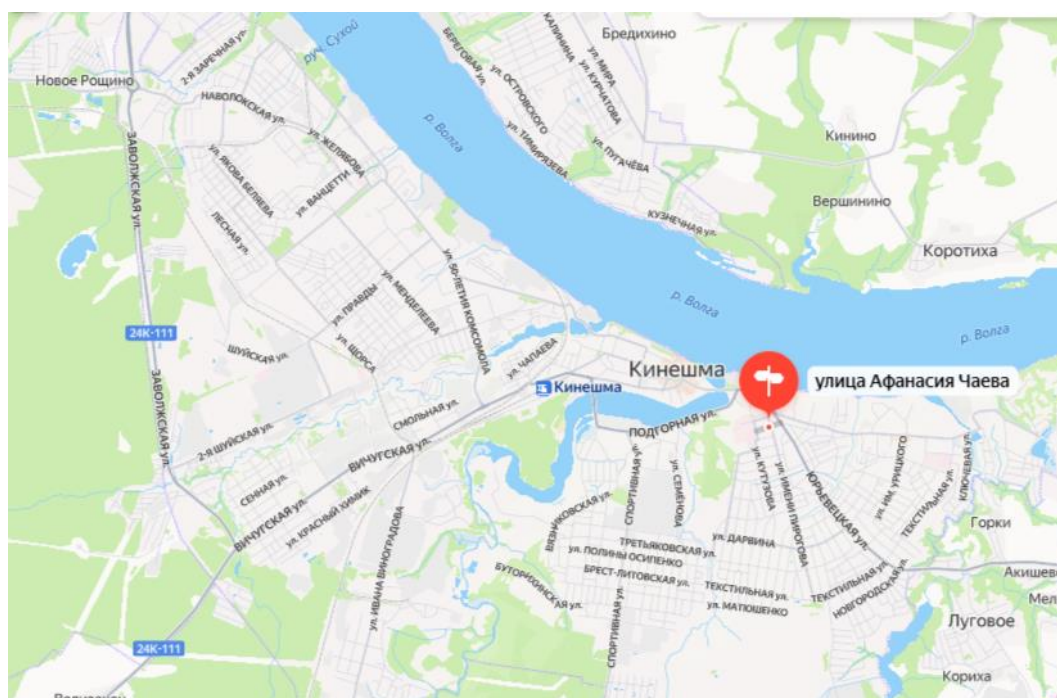 руч. Сухой
БЕРЕГОВАЯ ул.
КАЛИНИНА
ул. МИРА
Бредихино
ул. КУРЧАТОВА
ул. ОСТРОВСКОГО
2-Я ЗАРЕЧНАЯ ул.
Новое Рощино
НАВОЛОКСКАЯ ул.
р. Волга
ул. ТИМИРЯЗЕВА
ул. ПУГАЧЁВА
Кинино
ЗАВОЛЖСКАЯ ул.
ул. ЖЕЛЯБОВА
ул. ЯКОВА БЕЛЯЕВА
ул. ВАНЦЕТТИ
Вершинино
КУЗНЕЧНАЯ ул.
ЛЕСНАЯ ул.
Коротиха
ул. 50-ЛЕТИЯ КОМСОМОЛА
ул. ПРАВДЫ
ул. МЕНДЕЛЕЕВА
р. Волга
р. Волга
24К-111
ШУЙСКАЯ ул.
ул. ЩОРСА
ул. ЧАПАЕВА
Кинешма
Кинешма
улица Афанасия Чаева
ЗАВОЛЖСКАЯ ул.
СМОЛЬНАЯ ул.
2-Я ШУЙСКАЯ ул.
ВИЧУГСКАЯ ул.
ПОДГОРНАЯ ул.
СЕННАЯ ул.
ВИЧУГСКАЯ ул.
ул. КРАСНЫЙ ХИМИК
СПОРТИВНАЯ ул.
ул. СЕМЁНОВА
ул. КУТУЗОВА
ул. ИМЕНИ ПИРОГОВА
ЮРЬЕВЕЦКАЯ ул.
ул. ИМ. УРИЦКОГО
ТЕКСТИЛЬНАЯ ул.
КЛЮЧЕВАЯ ул.
ВЯЗНИКОВСКАЯ ул.
ул. ИВАНА ВИНОГРАДОВА
ТРЕТЬЯКОВСКАЯ ул.
ул. ДАРВИНА
Горки
ул. ПОЛИНЫ ОСИПЕНКО
БУТОРИХИНСКАЯ ул.
БРЕСТ-ЛИТОВСКАЯ ул.
ТЕКСТИЛЬНАЯ ул.
ТЕКСТИЛЬНАЯ ул.
Акишево
ул. МАТЮШЕНКО
НОВГОРОДСКАЯ ул.
Мел
СПОРТИВНАЯ ул.
Луговое
24К-111
Кориха